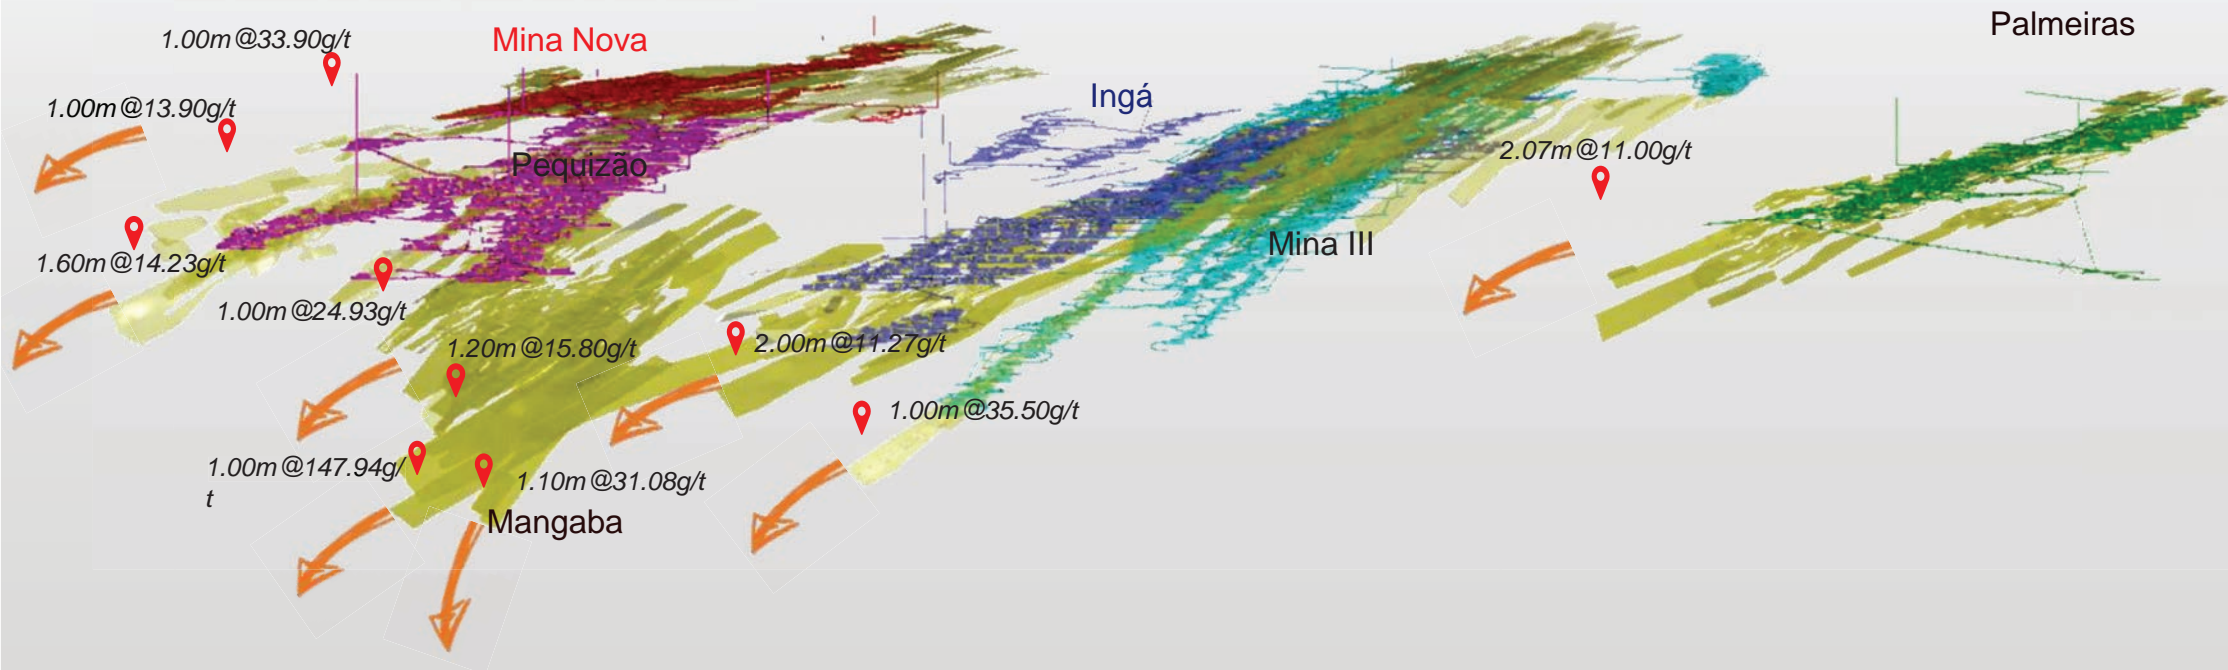 Palmeiras
1.00m@33.90g/t
Mina Nova
Ingá
1.00m@13.90g/t
Pequizão
2.07m@11.00g/t
Mina III
1.60m@14.23g/t
1.00m@24.93g/t
1.20m@15.80g/t
2.00m@11.27g/t
1.00m@35.50g/t
1.00m@147.94g/
t
1.10m@31.08g/t
Mangaba